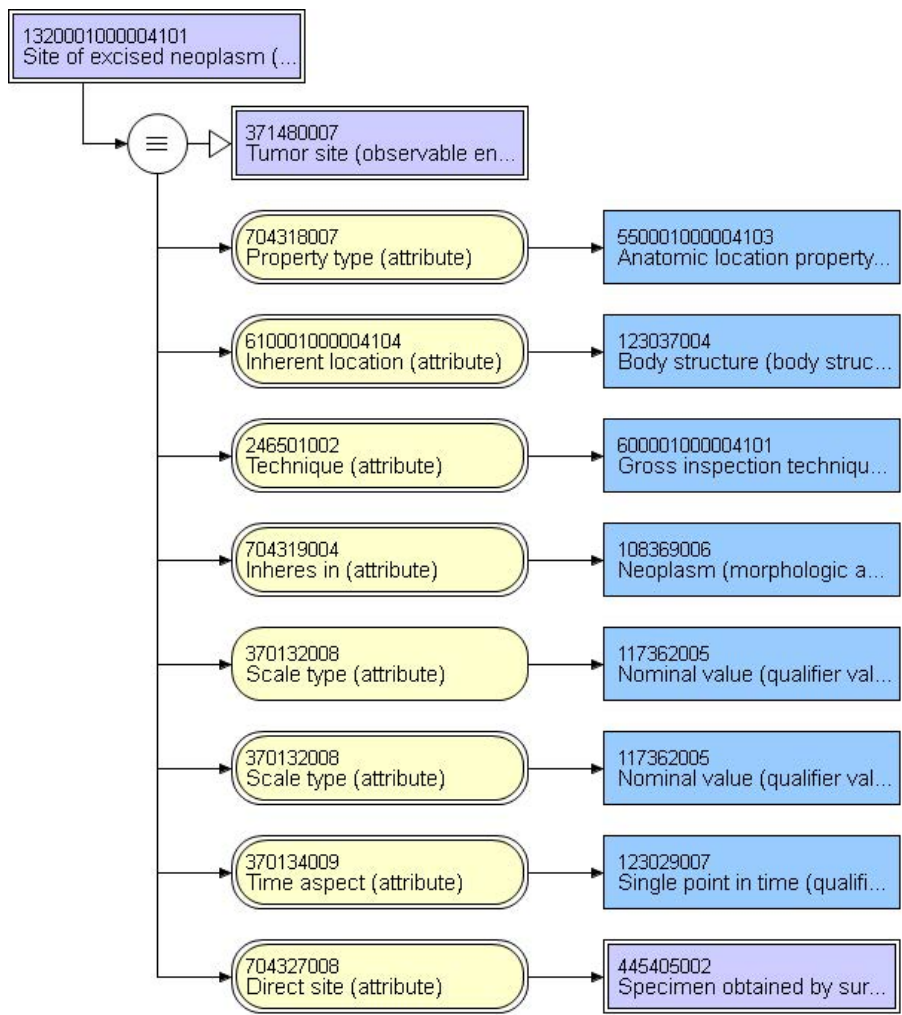 1320001000004101
Site of excised neoplasm (...
371480007
Tumor site (observable en...
704318007
Property type (attribute)
550001000004103
Anatomic location property...
610001000004104
Inherent location (attribute)
123037004
Body structure (body struc...
246501002
Technique (attribute)
600001000004101
Gross inspection techniqu...
704319004
Inheres in (attribute)
108369006
Neoplasm (morphologic a...
370132008
Scale type (attribute)
117362005
Nominal value (qualifier val...
370132008
Scale type (attribute)
117362005
Nominal value (qualifier val...
370134009
Time aspect (attribute)
123029007
Single point in time (qualifi...
704327008
Direct site (attribute)
445405002
Specimen obtained by sur...